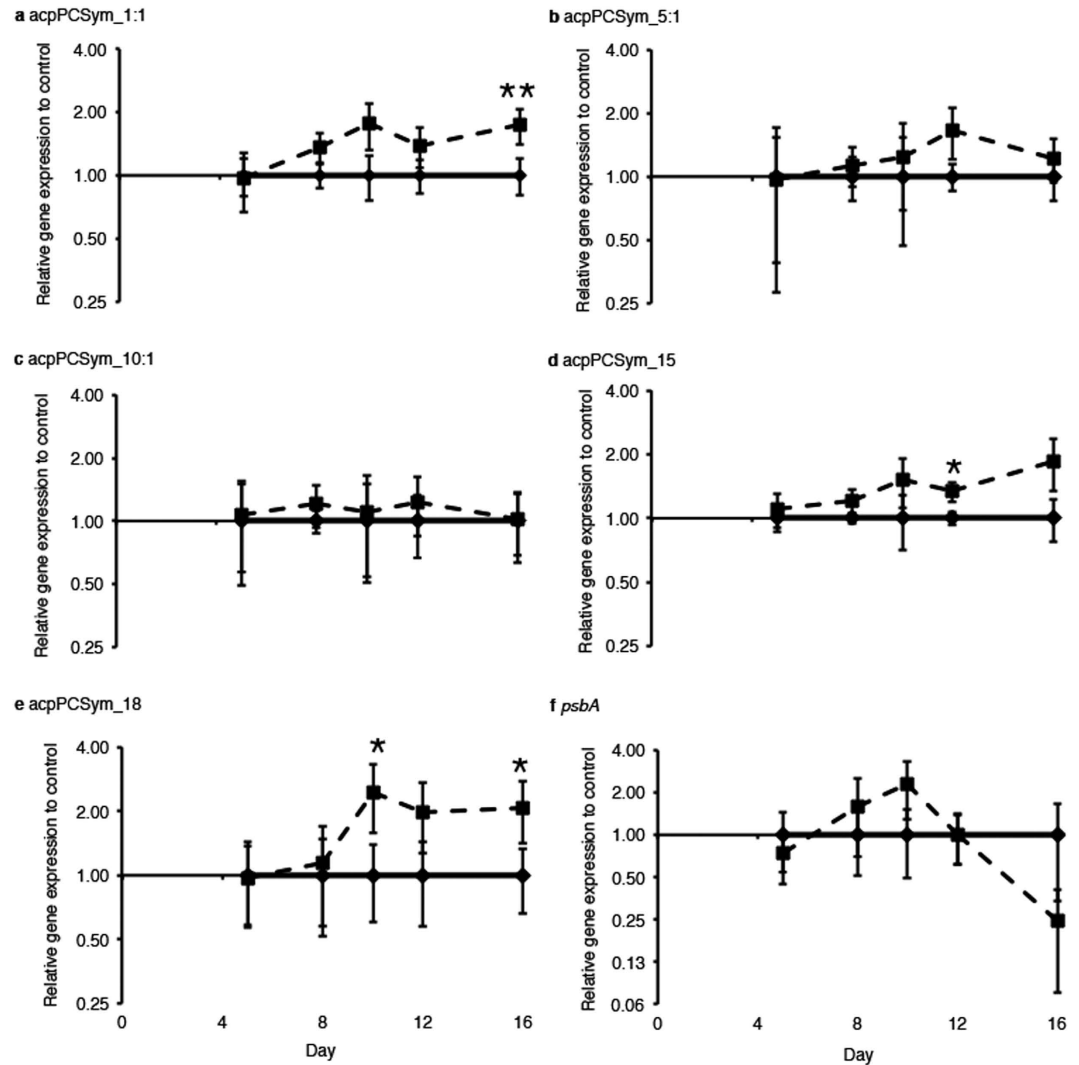 a acpPCSym_1:1
Relative gene expression to control
4.00
2.00
1.00
0.50
0.25
**
b acpPCSym_5:1
Relative gene expression to control
4.00
2.00
1.00
0.50
0.25
c acpPCSym_10:1
Relative gene expression to control
4.00
2.00
1.00
0.50
0.25
d acpPCSym_15
Relative gene expression to control
4.00
2.00
1.00
0.50
0.25
*
e acpPCSym_18
Relative gene expression to control
4.00
2.00
1.00
0.50
0.25
* *
0 4 8 12 16
Day
f psbA
Relative gene expression to control
4.00
2.00
1.00
0.50
0.25
0.13
0.06
0 4 8 12 16
Day